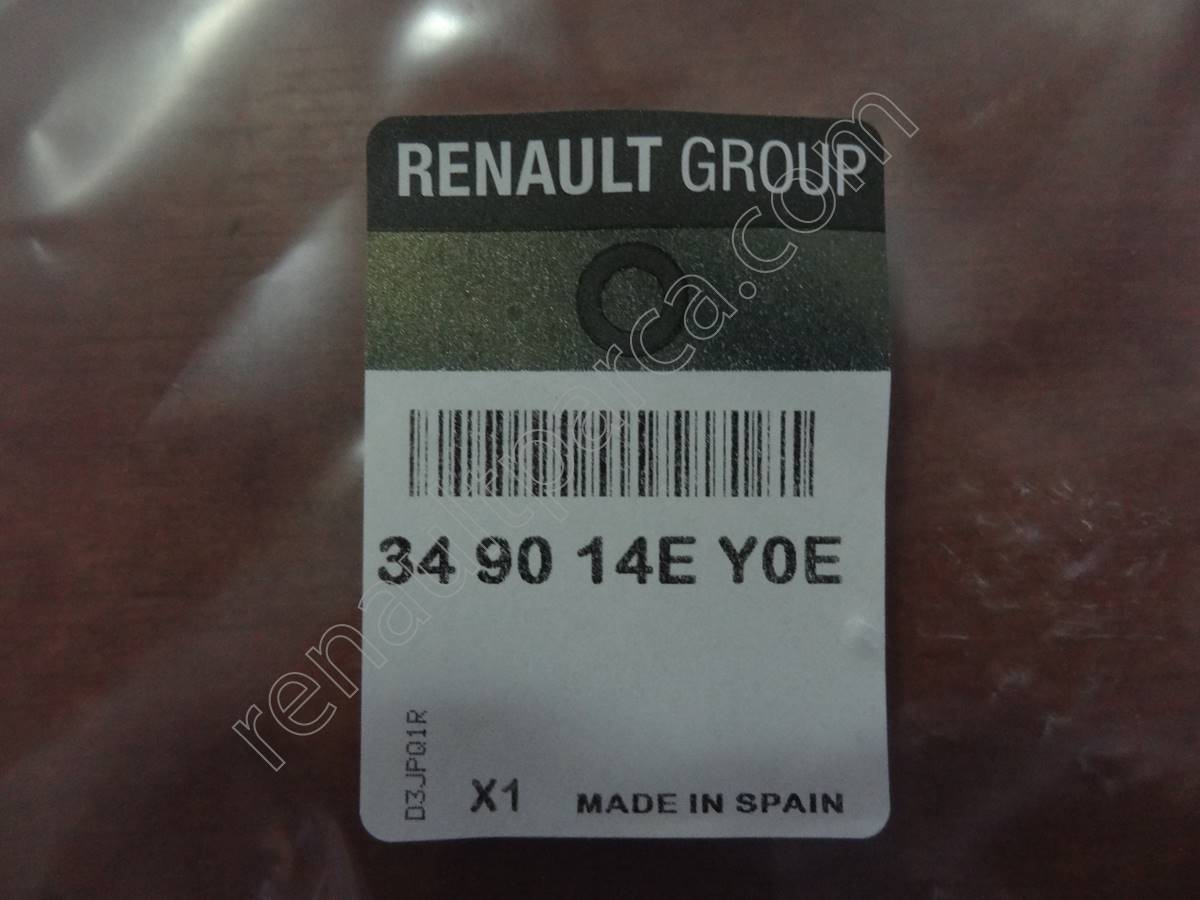 RENAULT GROUP
34 90 14E Y0E
D3JPQ1R
X1
MADE IN SPAIN
renaultparca.com